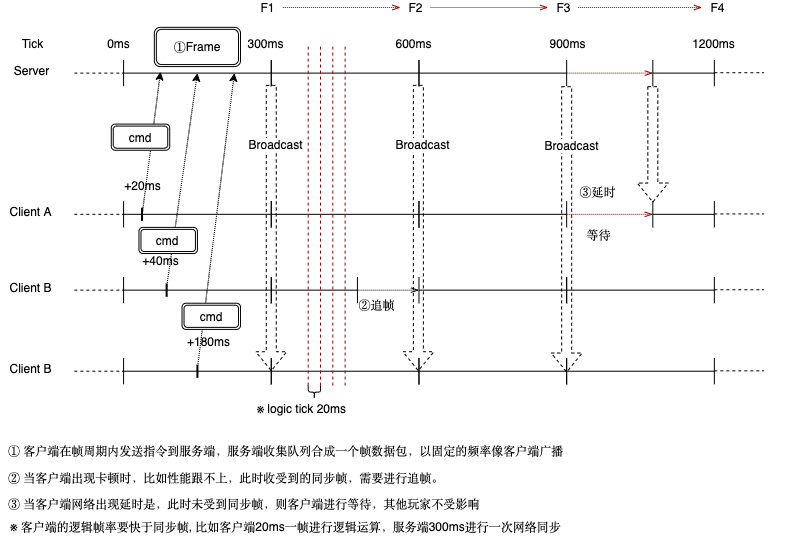 F1 F2 F3 F4
Tick 0ms ①Frame 300ms 600ms 900ms 1200ms
Server
cmd Broadcast Broadcast Broadcast
+20ms ③延时
Client A
cmd 等待
+40ms
Client B
②追帧
cmd
+180ms
Client B
※ logic tick 20ms
① 客户端在帧周期内发送指令到服务端，服务端收集队列合成一个帧数据包，以固定的频率像客户端广播
② 当客户端出现卡顿时，比如性能跟不上，此时收受到的同步帧，需要进行追帧。
③ 当客户端网络出现延时是，此时未受到同步帧，则客户端进行等待，其他玩家不受影响
※ 客户端的逻辑帧率要快于同步帧, 比如客户端20ms一帧进行逻辑运算，服务端300ms进行一次网络同步